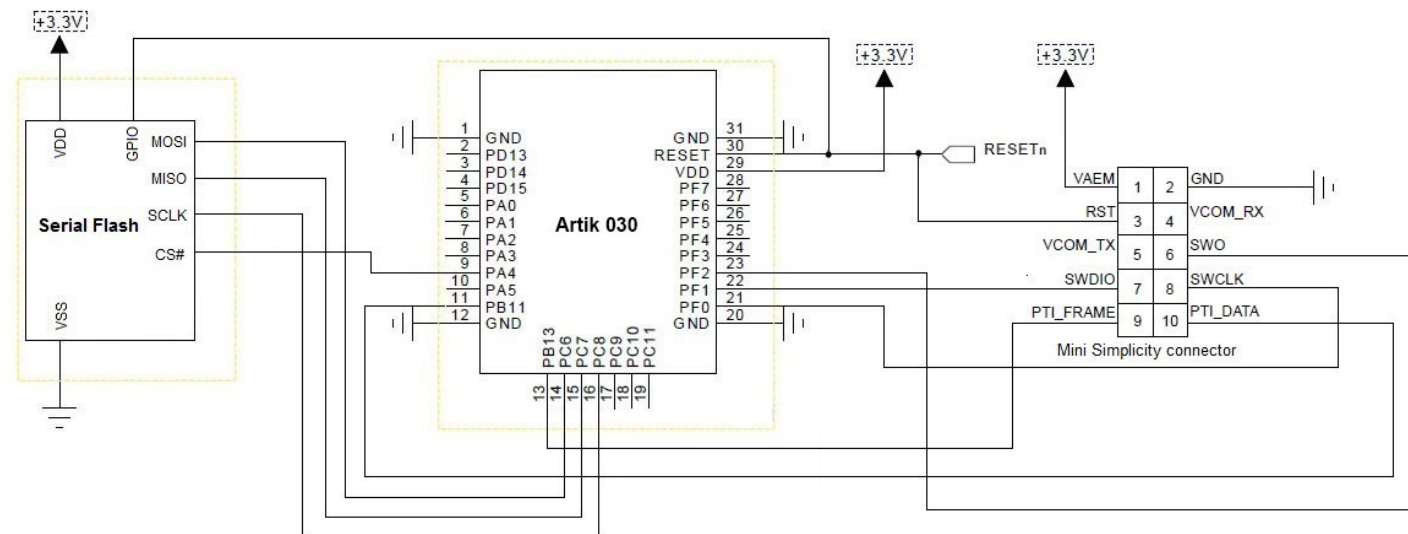 +3.3V
VDD
GPIO
MOSI
MISO
SCLK
CS#
Serial Flash
VSS
Artik 030
1 GND
2 PD13
3 PD14
4 PD15
5 PA0
6 PA1
7 PA2
8 PA3
9 PA4
10 PA5
11 PB11
12 GND
13 PB13
14 PC6
15 PC7
16 PC8
17 PC9
18 PC10
19 PC11
GND 31
RESET 30
VDD 29
PF7 28
PF6 27
PF5 26
PF4 25
PF3 24
PF2 23
PF1 22
PF0 21
GND 20
+3.3V
RESETn
+3.3V
VAEM 1 2 GND
RST 3 4 VCOM_RX
VCOM_TX 5 6 SWO
SWDIO 7 8 SWCLK
PTI_FRAME 9 10 PTI_DATA
Mini Simplicity connector